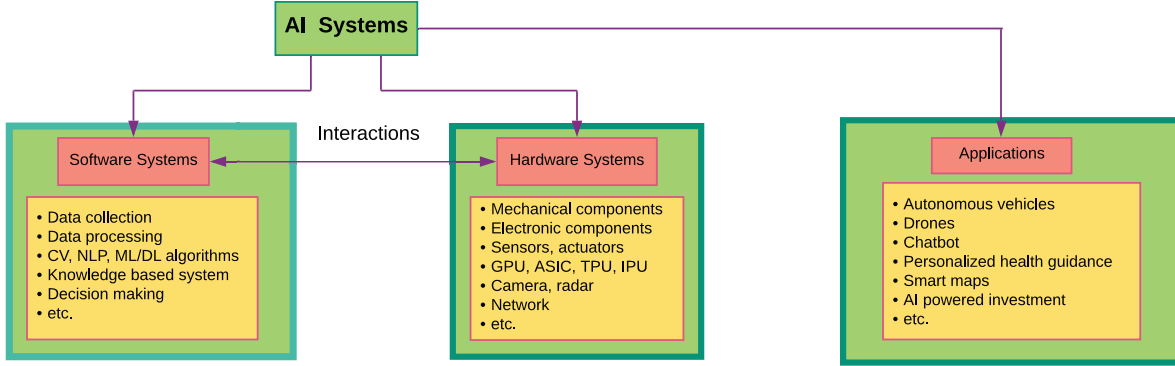 AI Systems
Interactions
Software Systems
• Data collection
• Data processing
• CV, NLP, ML/DL algorithms
• Knowledge based system
• Decision making
• etc.
Hardware Systems
• Mechanical components
• Electronic components
• Sensors, actuators
• GPU, ASIC, TPU, IPU
• Camera, radar
• Network
• etc.
Applications
• Autonomous vehicles
• Drones
• Chatbot
• Personalized health guidance
• Smart maps
• AI powered investment
• etc.